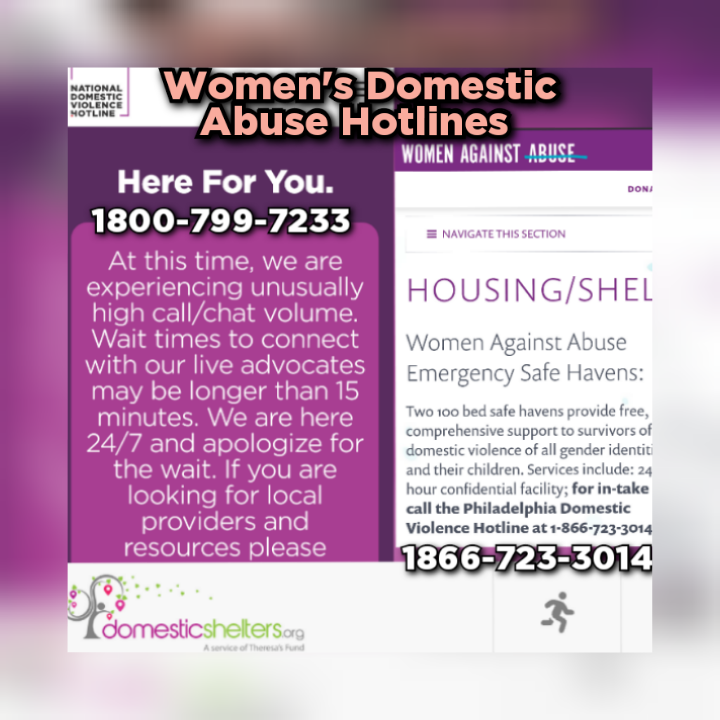 Women's Domestic
Abuse Hotlines
NATIONAL
DOMESTIC
VIOLENCE
HOTLINE
Here For You.
1800-799-7233
At this time, we are
experiencing unusually
high call/chat volume.
Wait times to connect
with our live advocates
may be longer than 15
minutes. We are here
24/7 and apologize for
the wait. If you are
looking for local
providers and
resources please
WOMEN AGAINST ABUSE
DONA
NAVIGATE THIS SECTION
HOUSING/SHEL
Women Against Abuse
Emergency Safe Havens:
Two 100 bed safe havens provide free,
comprehensive support to survivors of
domestic violence of all gender identiti
and their children. Services include: 24
hour confidential facility; for in-take
call the Philadelphia Domestic
Violence Hotline at 1-866-723-3014
1866-723-3014
domesticshelters.org
A service of Theresa's Fund